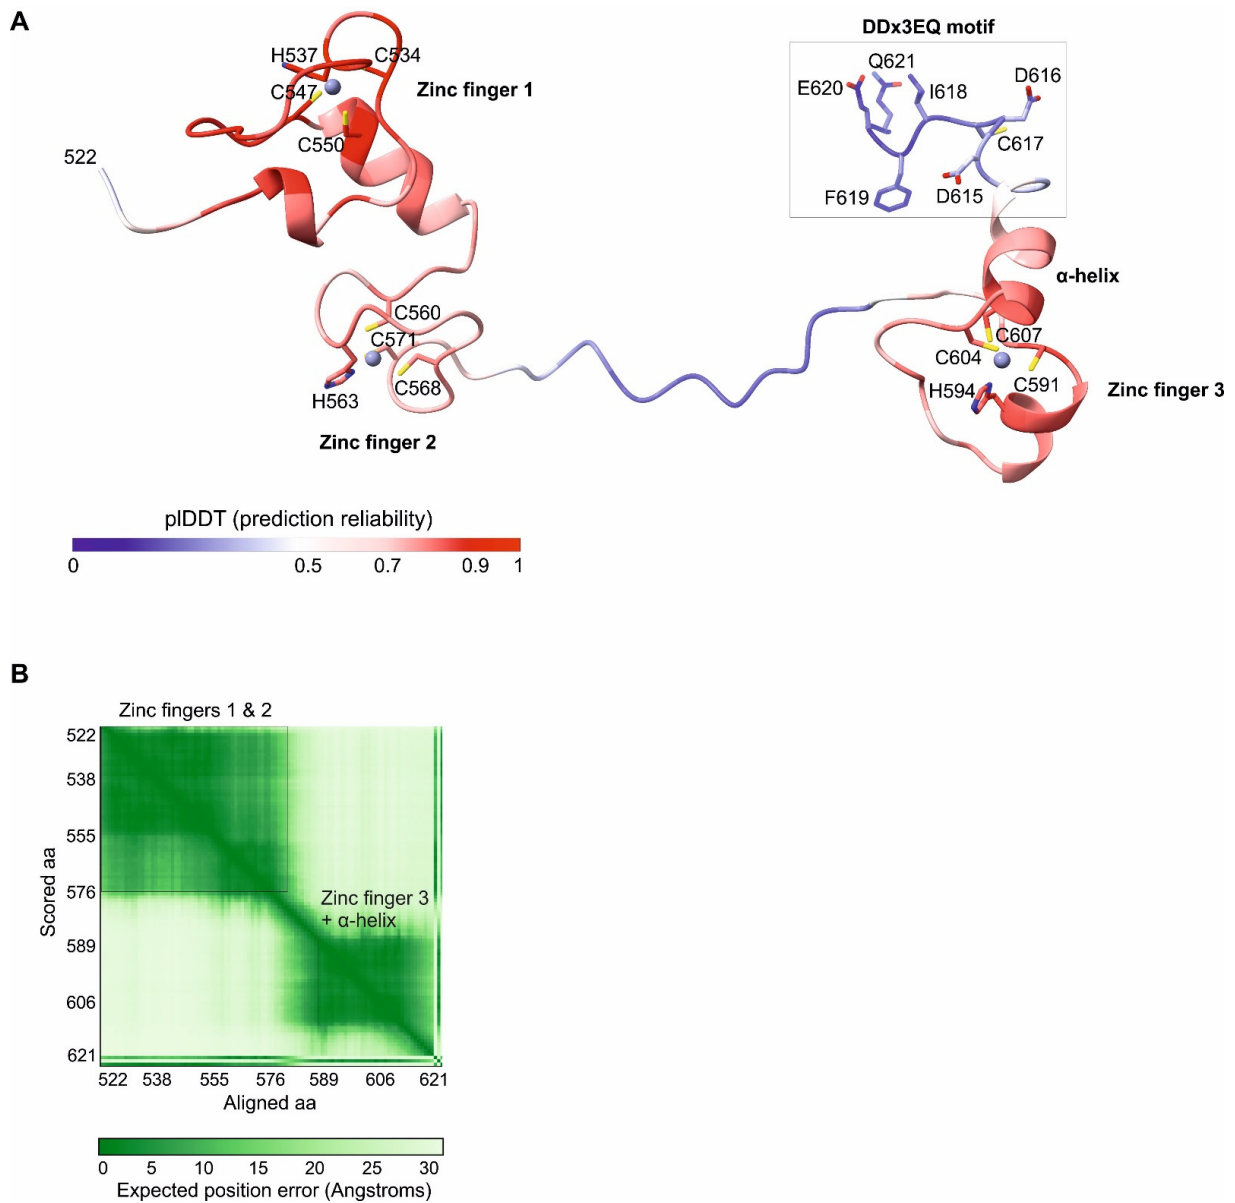 A
DDx3EQ motif
H537
C534
Zinc finger 1
C547
C550
522
Q621
E620
I618
D616
C617
F619
D615
α-helix
C560
C571
C568
H563
Zinc finger 2
C607
C604
C591
H594
Zinc finger 3
plDDT (prediction reliability)
0 0.5 0.7 0.9 1
B
Zinc fingers 1 & 2
522
538
555
576
589
606
621
Scored aa
Zinc finger 3
+ α-helix
522 538 555 576 589 606 621
Aligned aa
0 5 10 15 20 25 30
Expected position error (Angstroms)